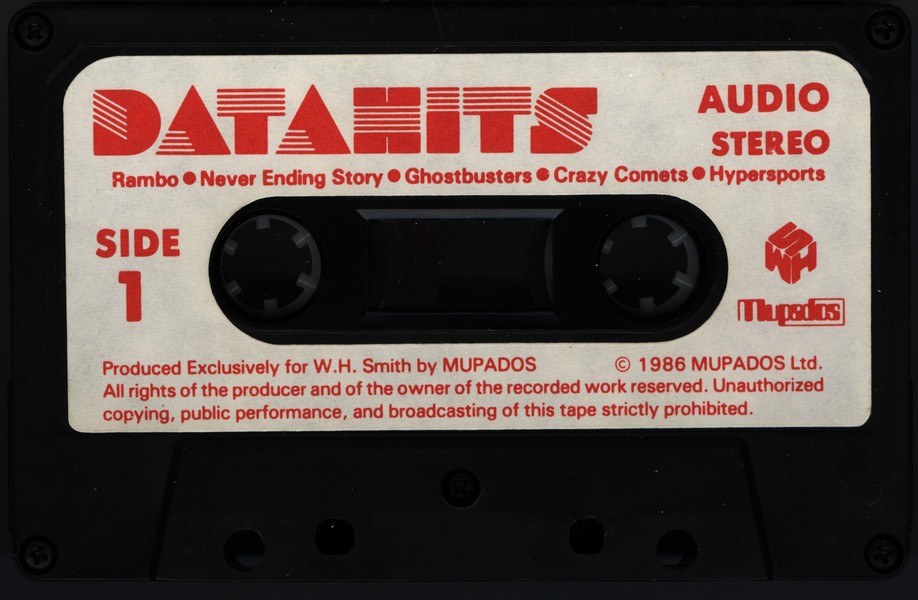 DATAHITS
AUDIO
STEREO
Rambo ● Never Ending Story ● Ghostbusters ● Crazy Comets ● Hypersports
SIDE
1
WHS
Mupados
Produced Exclusively for W.H. Smith by MUPADOS © 1986 MUPADOS Ltd.
All rights of the producer and of the owner of the recorded work reserved. Unauthorized
copying, public performance, and broadcasting of this tape strictly prohibited.